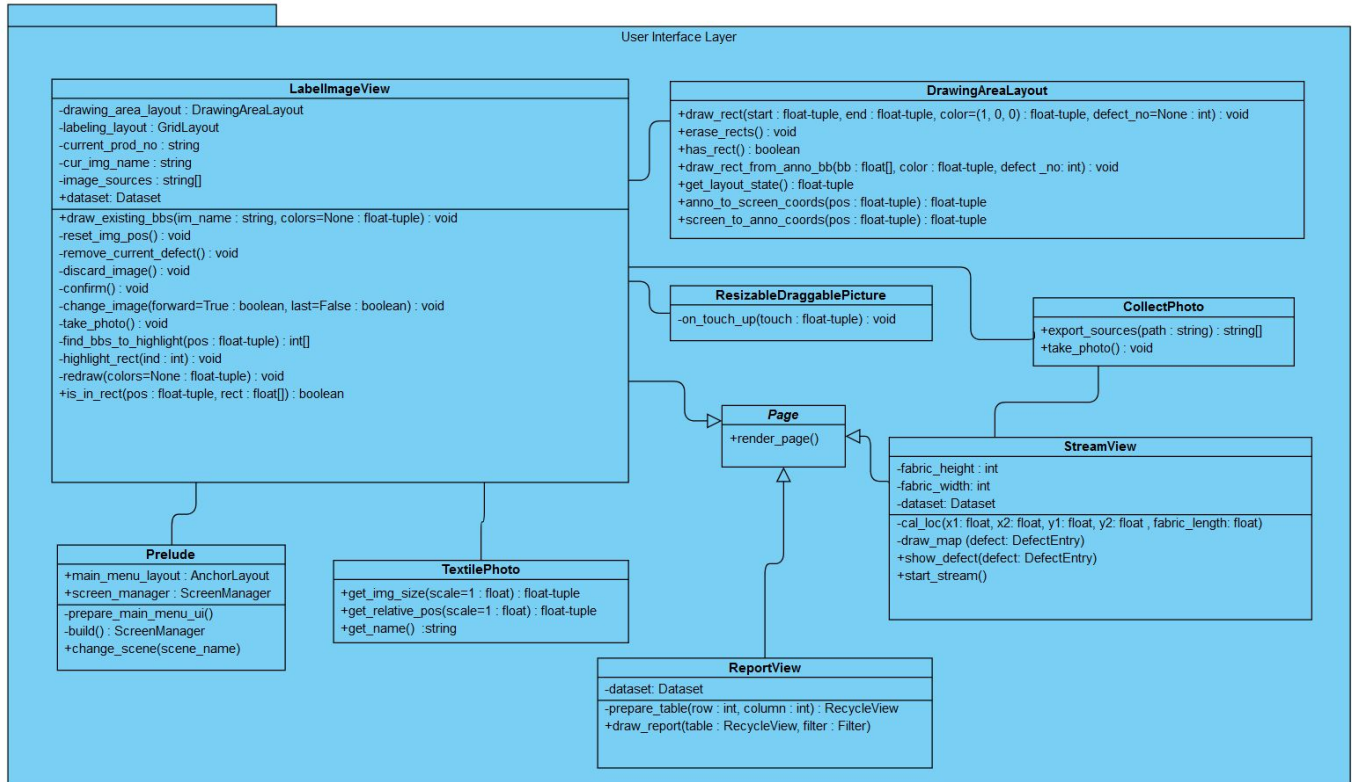 User Interface Layer
LabelImageView
-drawing_area_layout : DrawingAreaLayout
-labeling_layout : GridLayout
-current_prod_no : string
-cur_img_name : string
-image_sources : string[]
+dataset: Dataset
+draw_existing_bbs(im_name : string, colors=None : float-tuple) : void
-reset_img_pos() : void
-remove_current_defect() : void
-discard_image() : void
-confirm() : void
-change_image(forward=True : boolean, last=False : boolean) : void
-take_photo() : void
-find_bbs_to_highlight(pos : float-tuple) : int[]
-highlight_rect(ind : int) : void
-redraw(colors=None : float-tuple) : void
+is_in_rect(pos : float-tuple, rect : float[]) : boolean
DrawingAreaLayout
+draw_rect(start : float-tuple, end : float-tuple, color=(1, 0, 0) : float-tuple, defect_no=None : int) : void
+erase_rects() : void
+has_rect() : boolean
+draw_rect_from_anno_bb(bb : float[], color : float-tuple, defect _no: int) : void
+get_layout_state() : float-tuple
+anno_to_screen_coords(pos : float-tuple) : float-tuple
+screen_to_anno_coords(pos : float-tuple) : float-tuple
ResizableDraggablePicture
-on_touch_up(touch : float-tuple) : void
CollectPhoto
+export_sources(path : string) : string[]
+take_photo() : void
Page
+render_page()
StreamView
-fabric_height : int
-fabric_width: int
-dataset: Dataset
-cal_loc(x1: float, x2: float, y1: float, y2: float , fabric_length: float)
-draw_map (defect: DefectEntry)
+show_defect(defect: DefectEntry)
+start_stream()
Prelude
+main_menu_layout : AnchorLayout
+screen_manager : ScreenManager
-prepare_main_menu_ui()
-build() : ScreenManager
+change_scene(scene_name)
TextilePhoto
+get_img_size(scale=1 : float) : float-tuple
+get_relative_pos(scale=1 : float) : float-tuple
+get_name() :string
ReportView
-dataset: Dataset
-prepare_table(row : int, column : int) : RecycleView
+draw_report(table : RecycleView, filter : Filter)